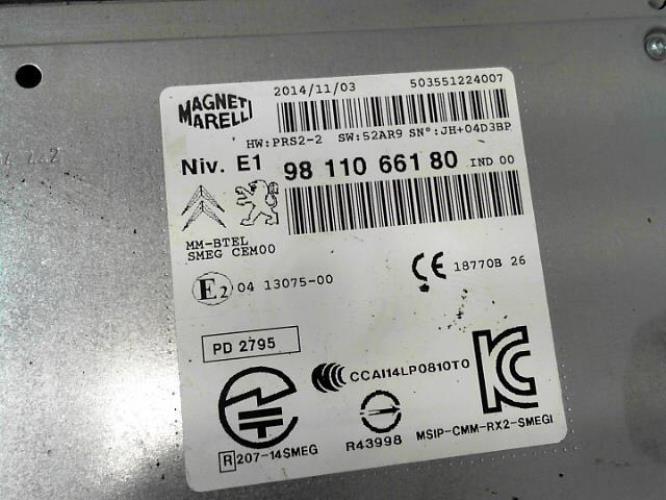 MAGNETI MARELLI
2014/11/03 503551224007
HW:PRS2-2 SW:52AR9 SN°:JH+04D3BP
Niv. E1 98 110 661 80 IND 00
MM-BTEL
SMEG CEM00
E2 04 13075-00
CE 18770B 26
PD 2795
CCAI14LP0810T0
R 207-14SMEG
R43998
KC
MSIP-CMM-RX2-SMEGI